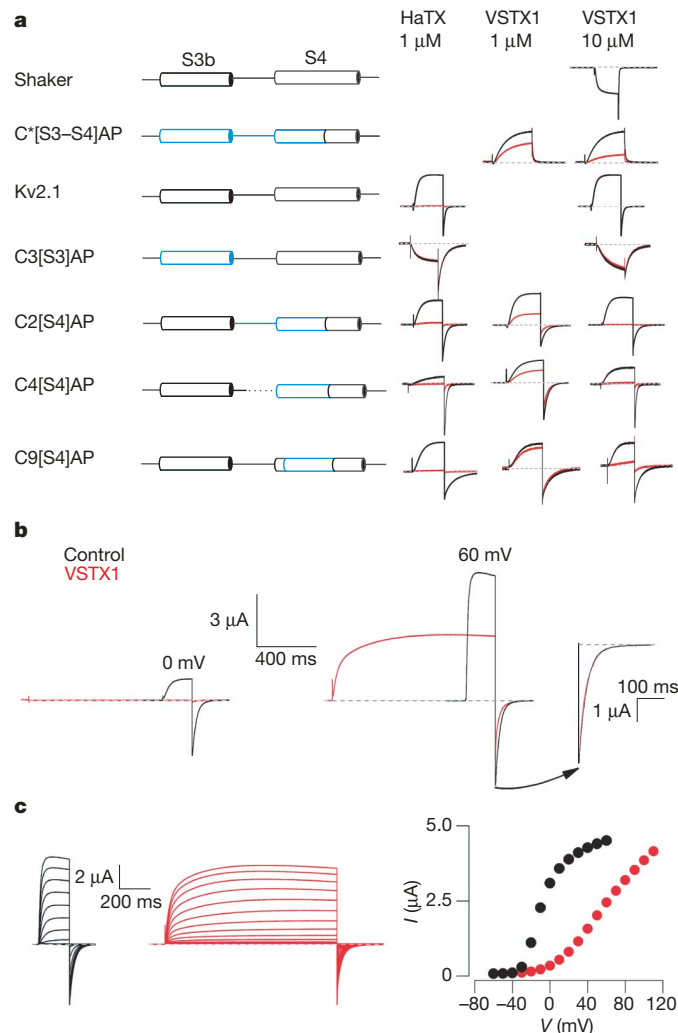 a
HaTX VSTX1 VSTX1
1 μM 1 μM 10 μM
S3b S4
Shaker
C*[S3–S4]AP
Kv2.1
C3[S3]AP
C2[S4]AP
C4[S4]AP
C9[S4]AP
b
Control
VSTX1
0 mV
3 μA
400 ms
60 mV
100 ms
1 μA
c
2 μA
200 ms
I (μA)
5.0
2.5
0
−80 −40 0 40 80 120
V (mV)